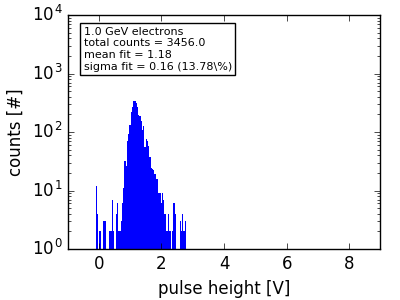 1.0 GeV electrons
total counts = 3456.0
mean fit = 1.18
sigma fit = 0.16 (13.78\%)
10^4
10^3
10^2
10^1
10^0
counts [#]
0 2 4 6 8
pulse height [V]